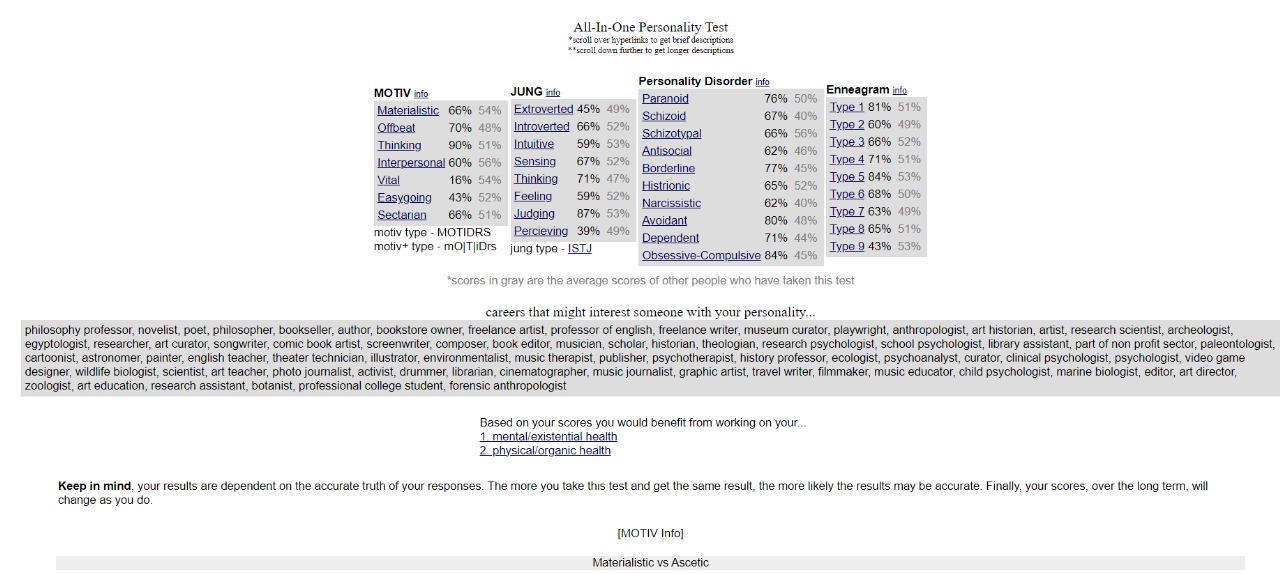 All-In-One Personality Test
*scroll over hyperlinks to get brief descriptions
**scroll down further to get longer descriptions
MOTIV info
Materialistic 66% 54%
Offbeat 70% 48%
Thinking 90% 51%
Interpersonal 60% 56%
Vital 16% 54%
Easygoing 43% 52%
Sectarian 66% 51%
motiv type - MOTIDRS
motiv+ type - mO|T|iDrs
JUNG info
Extroverted 45% 49%
Introverted 66% 52%
Intuitive 59% 53%
Sensing 67% 52%
Thinking 71% 47%
Feeling 59% 52%
Judging 87% 53%
Percieving 39% 49%
jung type - ISTJ
Personality Disorder info
Paranoid 76% 50%
Schizoid 67% 40%
Schizotypal 66% 56%
Antisocial 62% 46%
Borderline 77% 45%
Histrionic 65% 52%
Narcissistic 62% 40%
Avoidant 80% 48%
Dependent 71% 44%
Obsessive-Compulsive 84% 45%
Enneagram info
Type 1 81% 51%
Type 2 60% 49%
Type 3 66% 52%
Type 4 71% 51%
Type 5 84% 53%
Type 6 68% 50%
Type 7 63% 49%
Type 8 65% 51%
Type 9 43% 53%
*scores in gray are the average scores of other people who have taken this test
careers that might interest someone with your personality...
philosophy professor, novelist, poet, philosopher, bookseller, author, bookstore owner, freelance artist, professor of english, freelance writer, museum curator, playwright, anthropologist, art historian, artist, research scientist, archeologist,
egyptologist, researcher, art curator, songwriter, comic book artist, screenwriter, composer, book editor, musician, scholar, historian, theologian, research psychologist, school psychologist, library assistant, part of non profit sector, paleontologist,
cartoonist, astronomer, painter, english teacher, theater technician, illustrator, environmentalist, music therapist, publisher, psychotherapist, history professor, ecologist, psychoanalyst, curator, clinical psychologist, psychologist, video game
designer, wildlife biologist, scientist, art teacher, photo journalist, activist, drummer, librarian, cinematographer, music journalist, graphic artist, travel writer, filmmaker, music educator, child psychologist, marine biologist, editor, art director,
zoologist, art education, research assistant, botanist, professional college student, forensic anthropologist
Based on your scores you would benefit from working on your...
1. mental/existential health
2. physical/organic health
Keep in mind, your results are dependent on the accurate truth of your responses. The more you take this test and get the same result, the more likely the results may be accurate. Finally, your scores, over the long term, will
change as you do.
[MOTIV Info]
Materialistic vs Ascetic